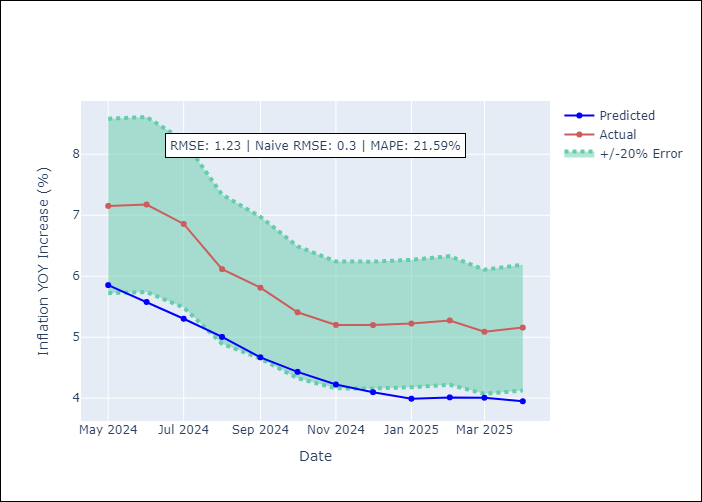 RMSE: 1.23 | Naive RMSE: 0.3 | MAPE: 21.59%
Predicted
Actual
+/-20% Error
Inflation YOY Increase (%)
8
7
6
5
4
May 2024
Jul 2024
Sep 2024
Nov 2024
Jan 2025
Mar 2025
Date